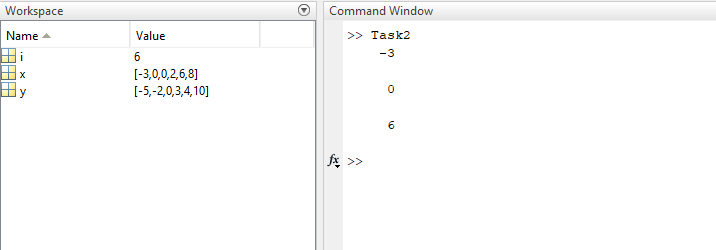 Workspace
Name Value
i 6
x [-3,0,0,2,6,8]
y [-5,-2,0,3,4,10]
Command Window
>> Task2
-3
0
6
fx >>